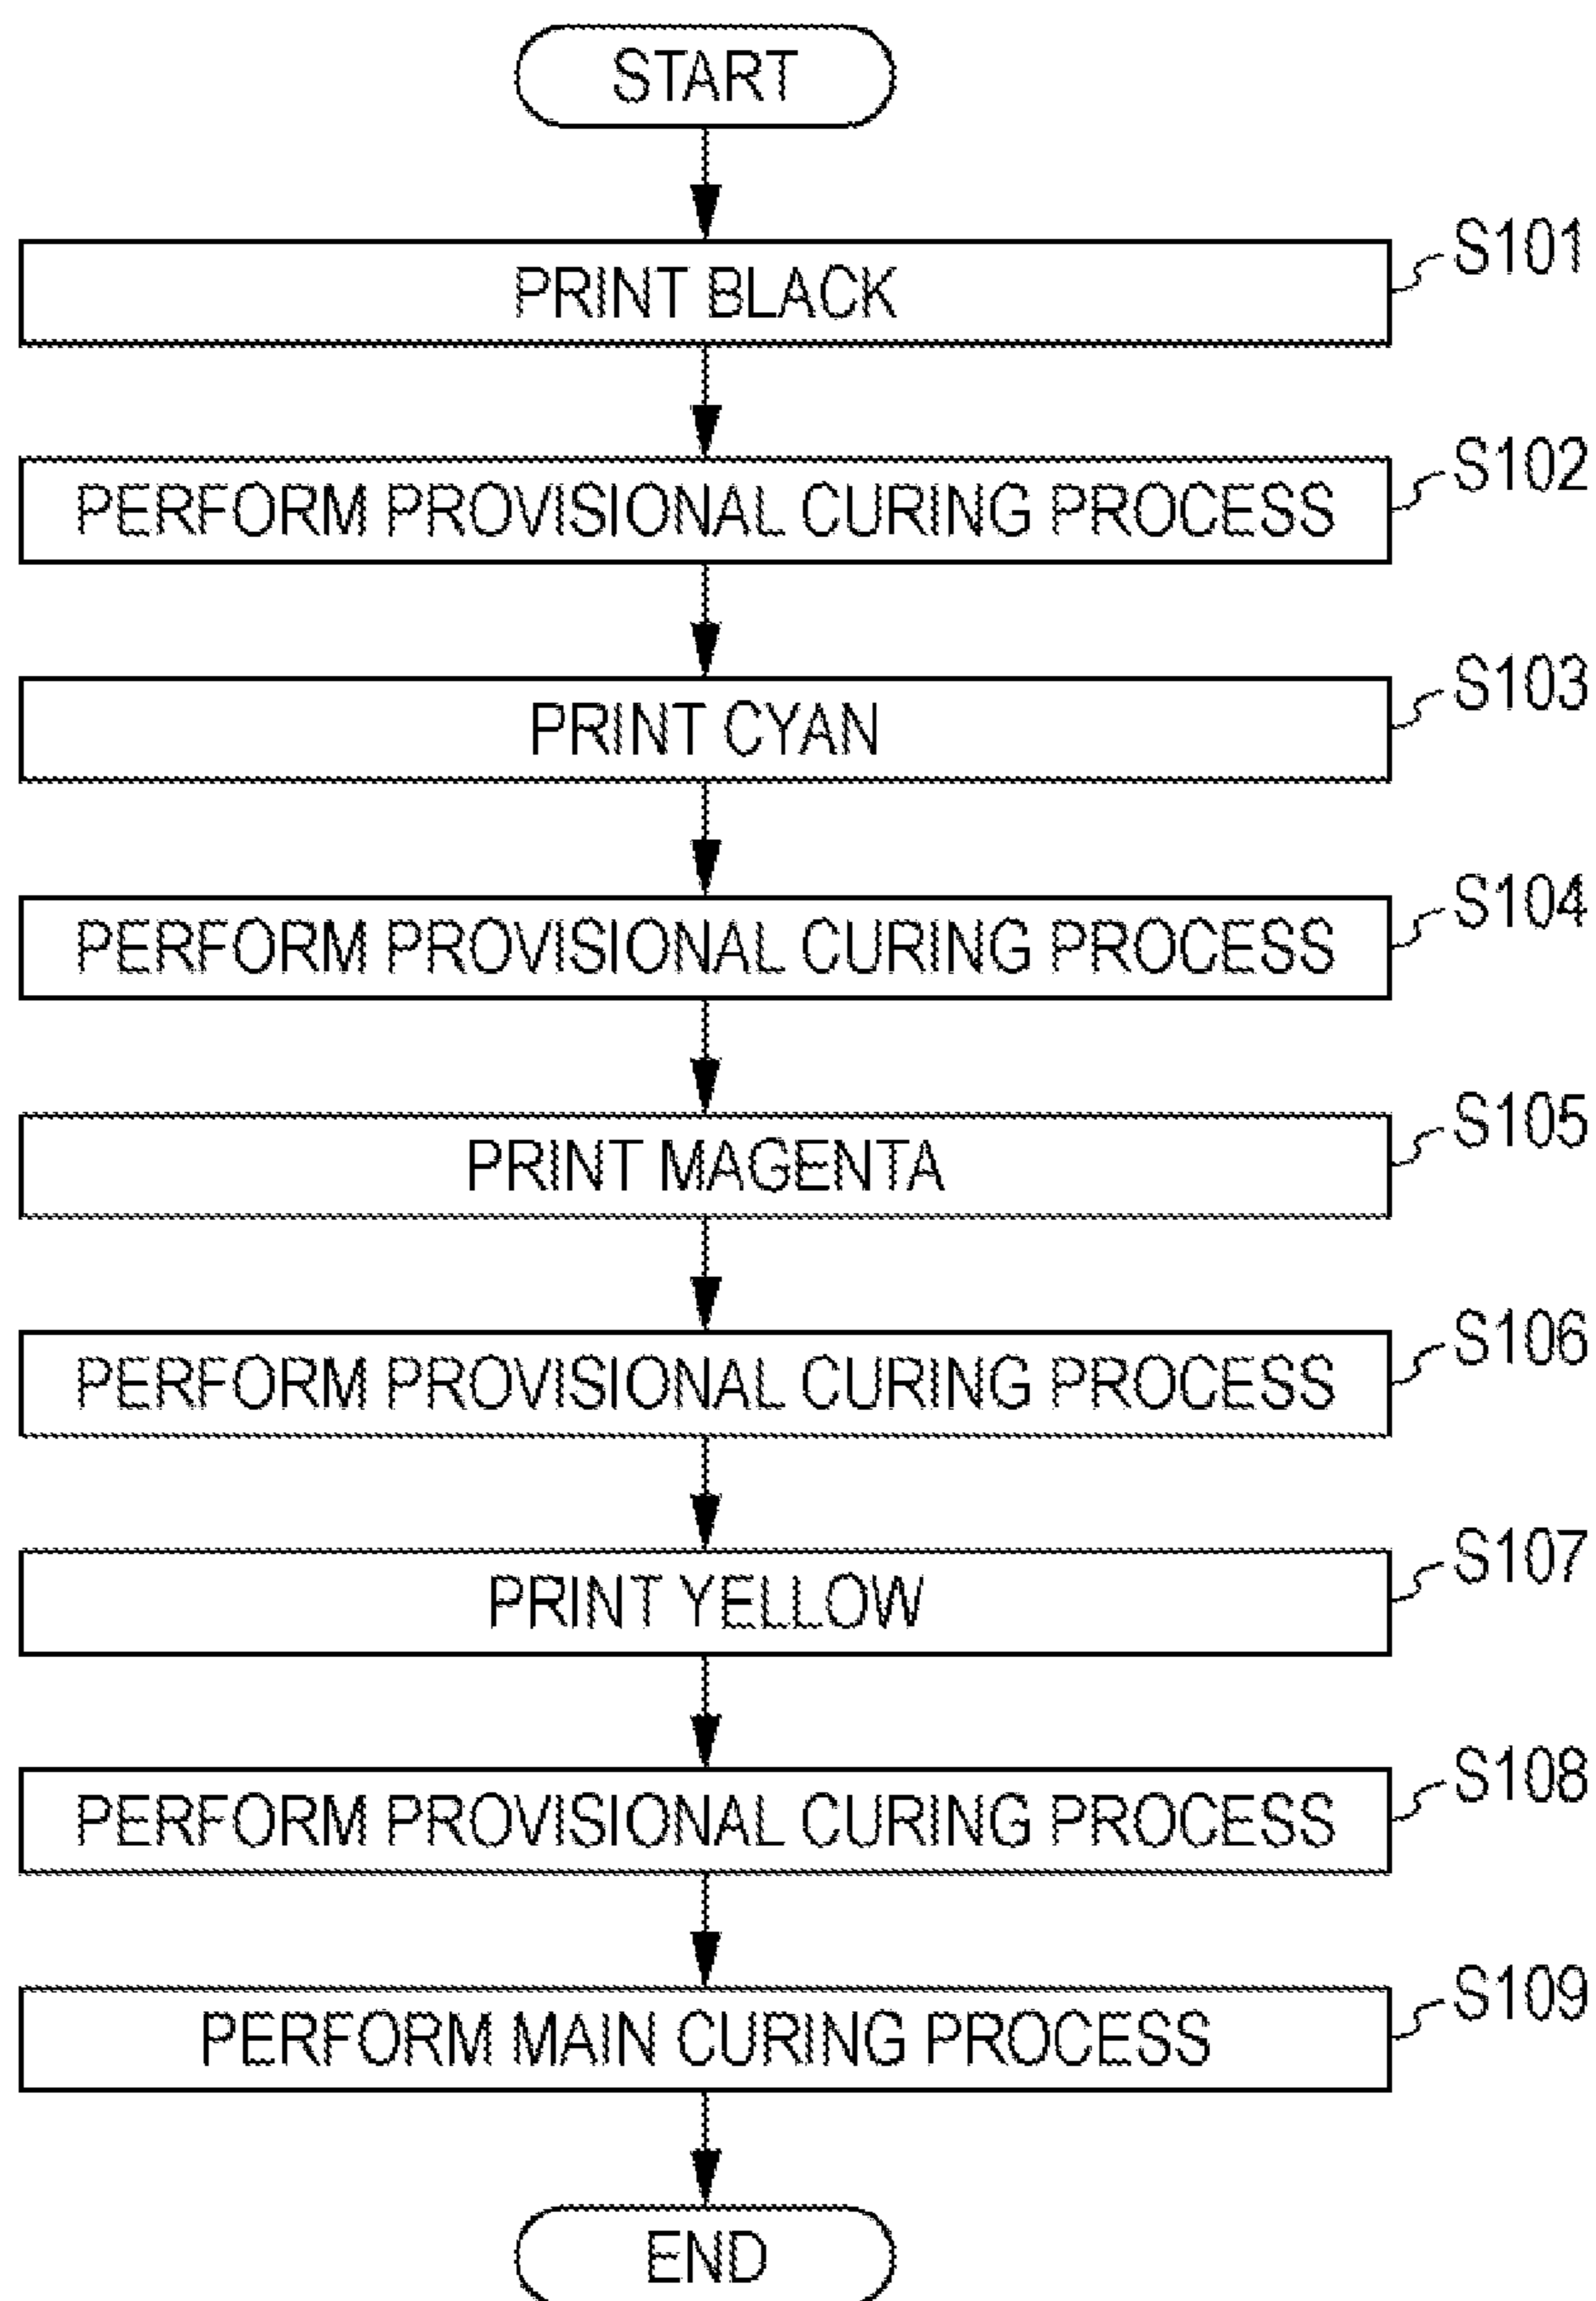 START
PRINT BLACK
S101
PERFORM PROVISIONAL CURING PROCESS
S102
PRINT CYAN
S103
PERFORM PROVISIONAL CURING PROCESS
S104
PRINT MAGENTA
S105
PERFORM PROVISIONAL CURING PROCESS
S106
PRINT YELLOW
S107
PERFORM PROVISIONAL CURING PROCESS
S108
PERFORM MAIN CURING PROCESS
S109
END